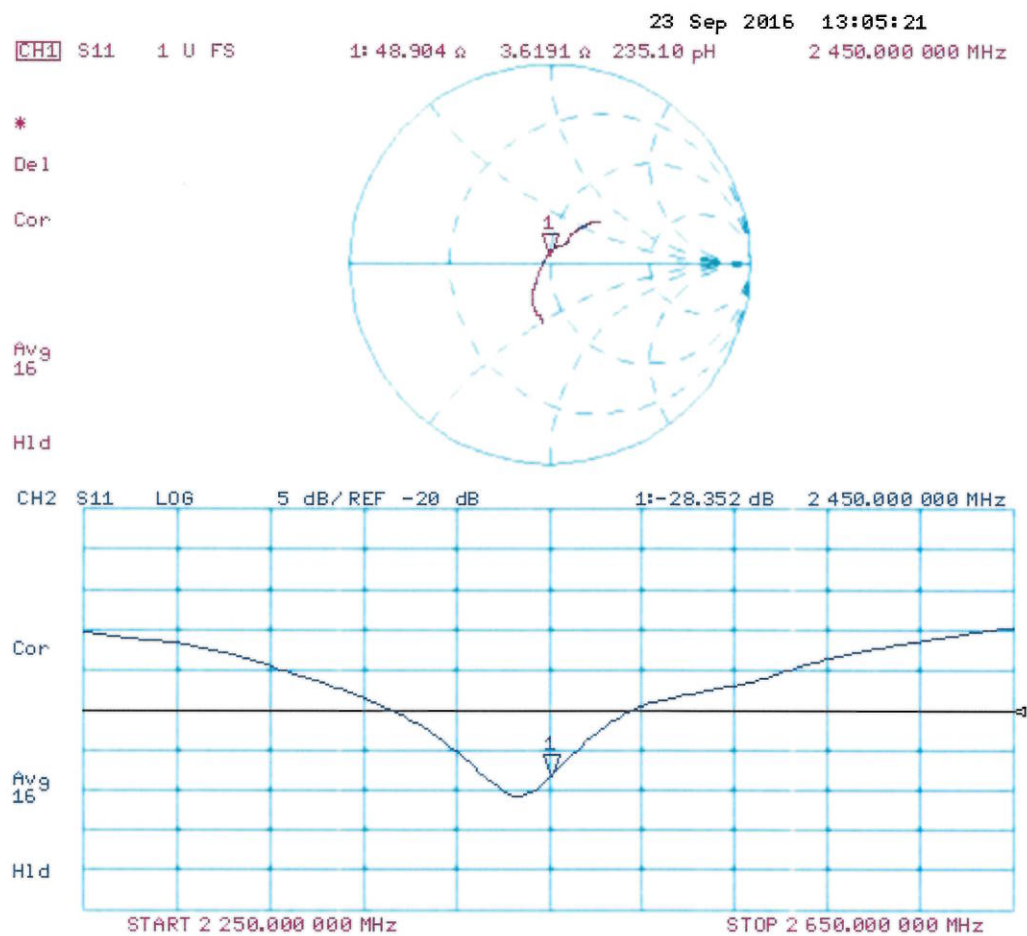 23 Sep 2016 13:05:21
CH1 S11 1 U FS 1: 48.904 Ω 3.6191 Ω 235.10 pH 2 450.000 000 MHz
*
Del
Cor
1
Avg
16
Hld
CH2 S11 LOG 5 dB/REF -20 dB 1:-28.352 dB 2 450.000 000 MHz
Cor
1
Avg
16
Hld
START 2 250.000 000 MHz STOP 2 650.000 000 MHz